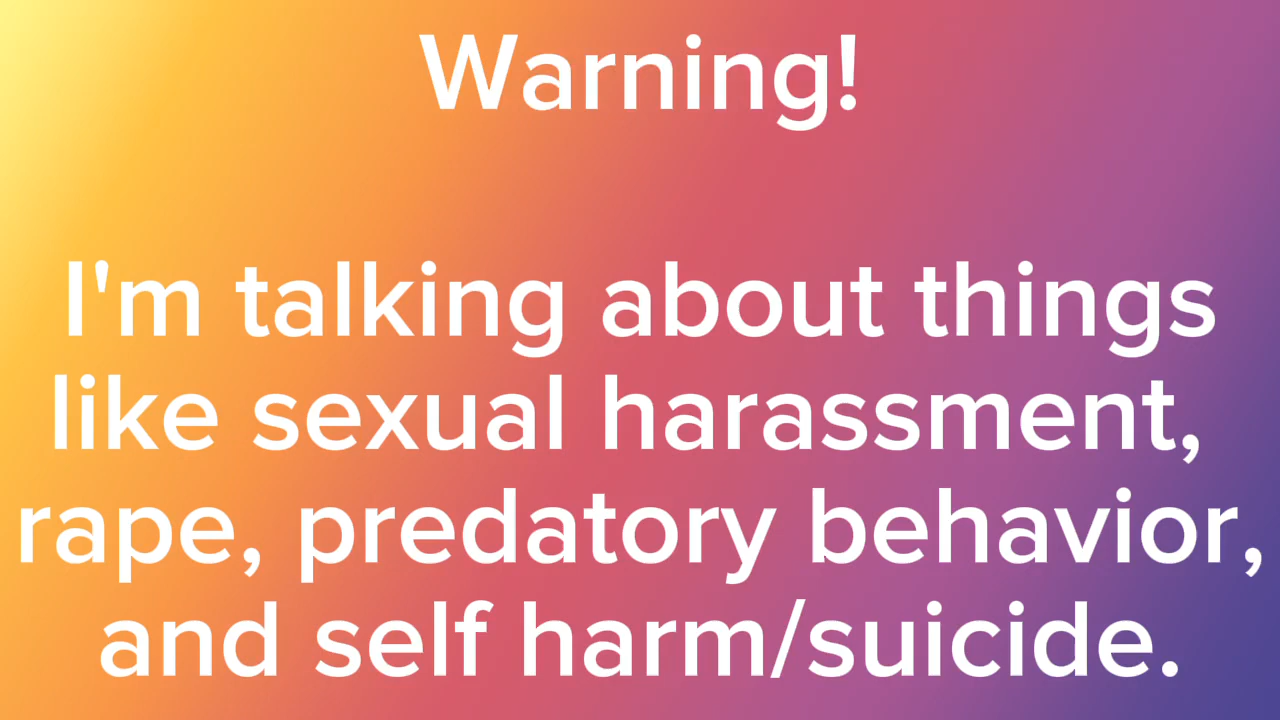 Warning!
I'm talking about things
like sexual harassment,
rape, predatory behavior,
and self harm/suicide.